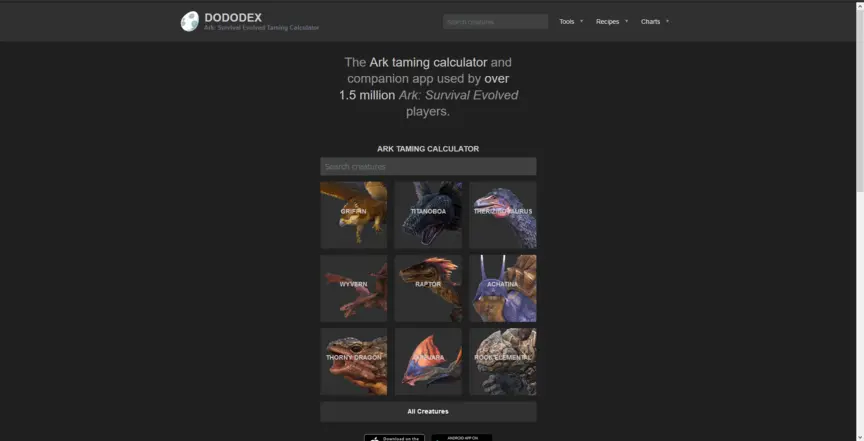 DODODEX
Ark: Survival Evolved Taming Calculator
Search creatures
Tools
Recipes
Charts
The Ark taming calculator and
companion app used by over
1.5 million Ark: Survival Evolved
players.
ARK TAMING CALCULATOR
Search creatures
GRIFFIN
TITANOBOA
THERIZINOSAURUS
WYVERN
RAPTOR
ACHATINA
THORNY DRAGON
ROCK ELEMENTAL
All Creatures
Download on the
ANDROID APP ON